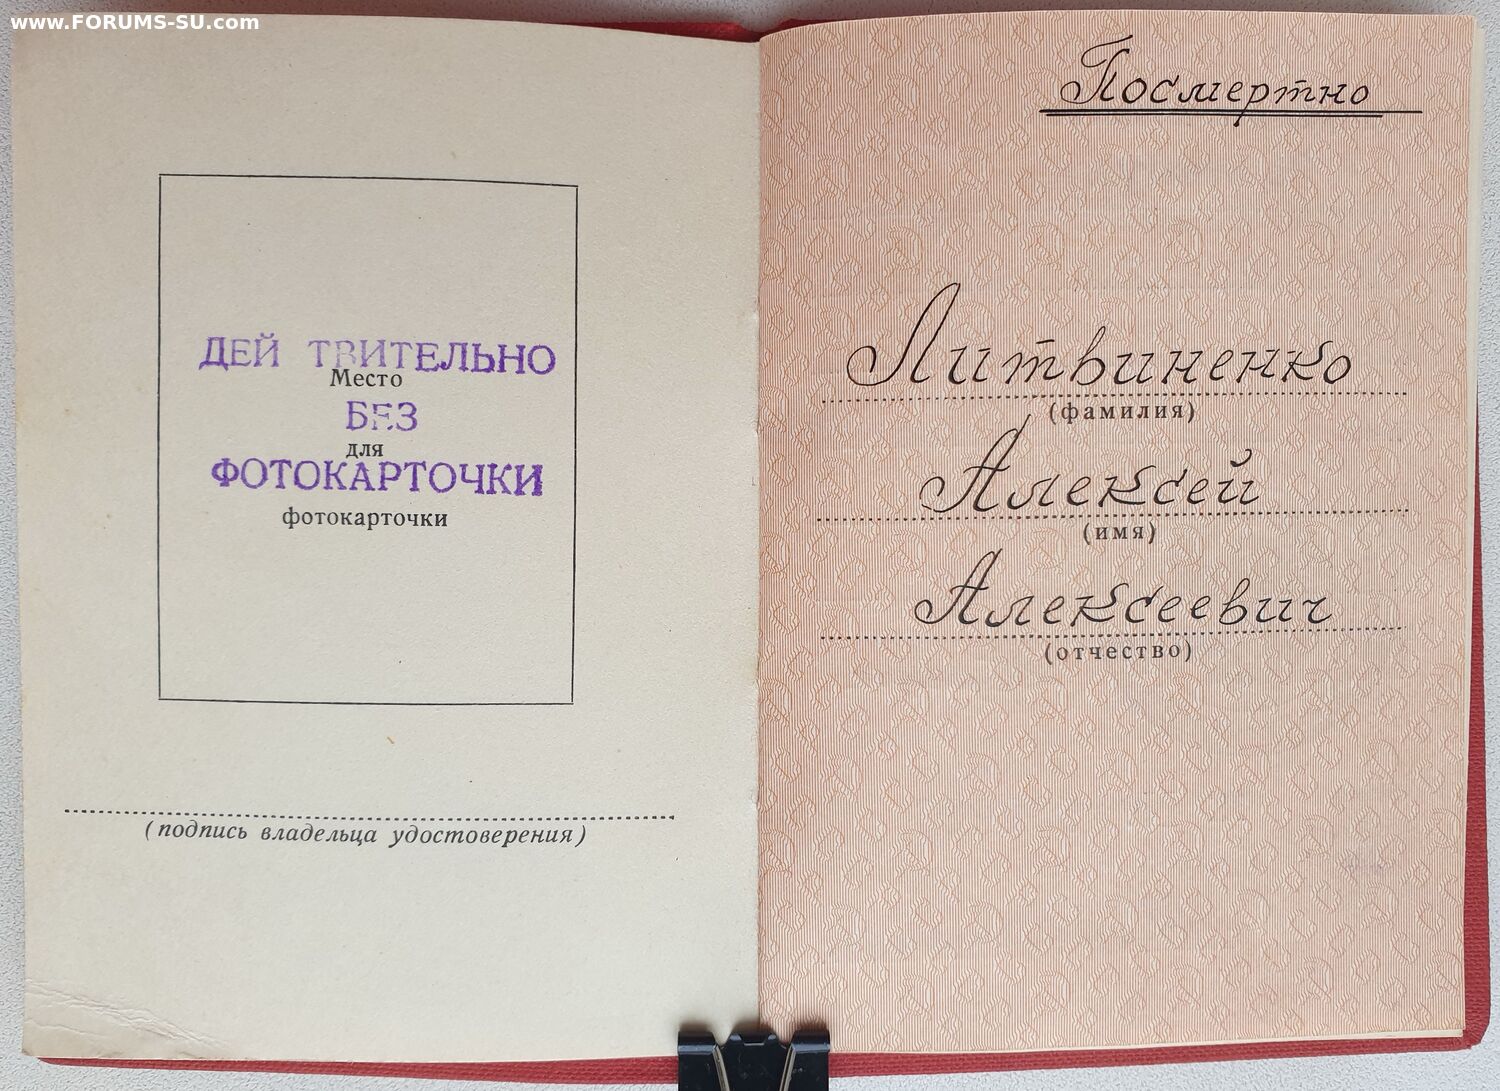 www.FORUMS-SU.com
ДЕЙ ТВИТЕЛЬНО
Место
БЕЗ
для
ФОТОКАРТОЧКИ
фотокарточки
(подпись владельца удостоверения)
Посмертно
Литвиненко
(фамилия)
Алексей
(имя)
Алексеевич
(отчество)